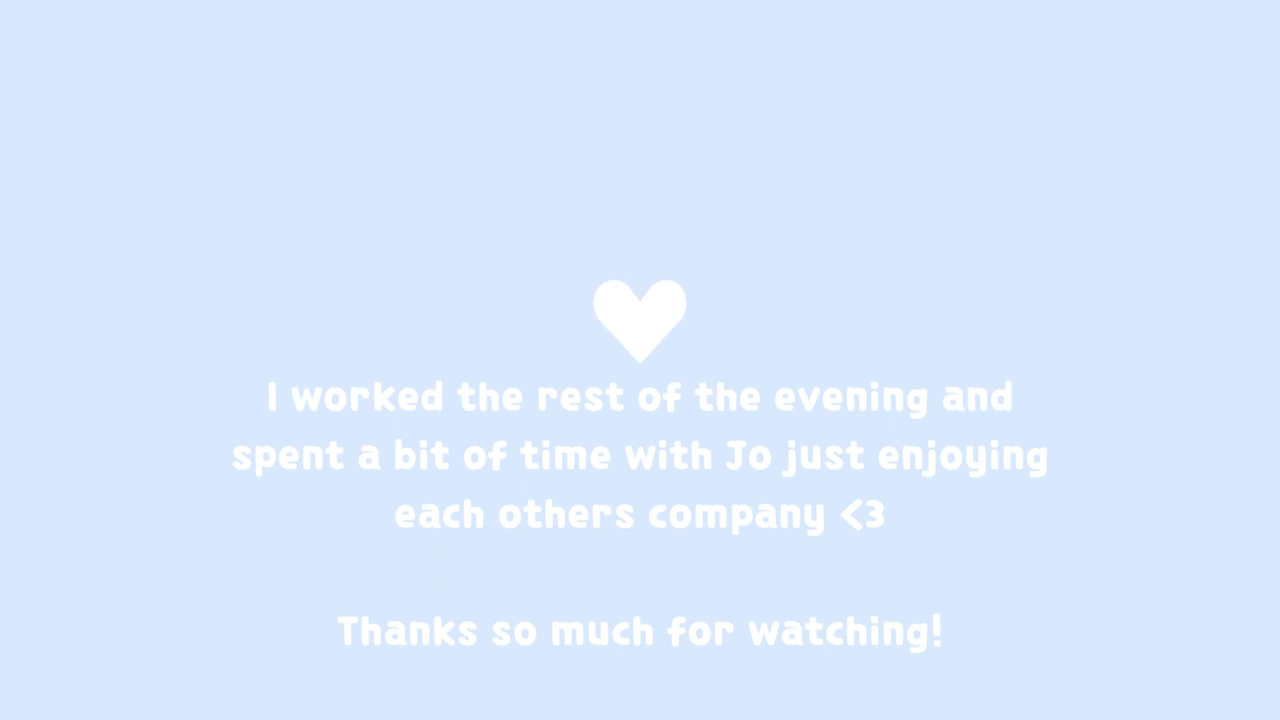 I worked the rest of the evening and
spent a bit of time with Jo just enjoying
each others company <3
Thanks so much for watching!